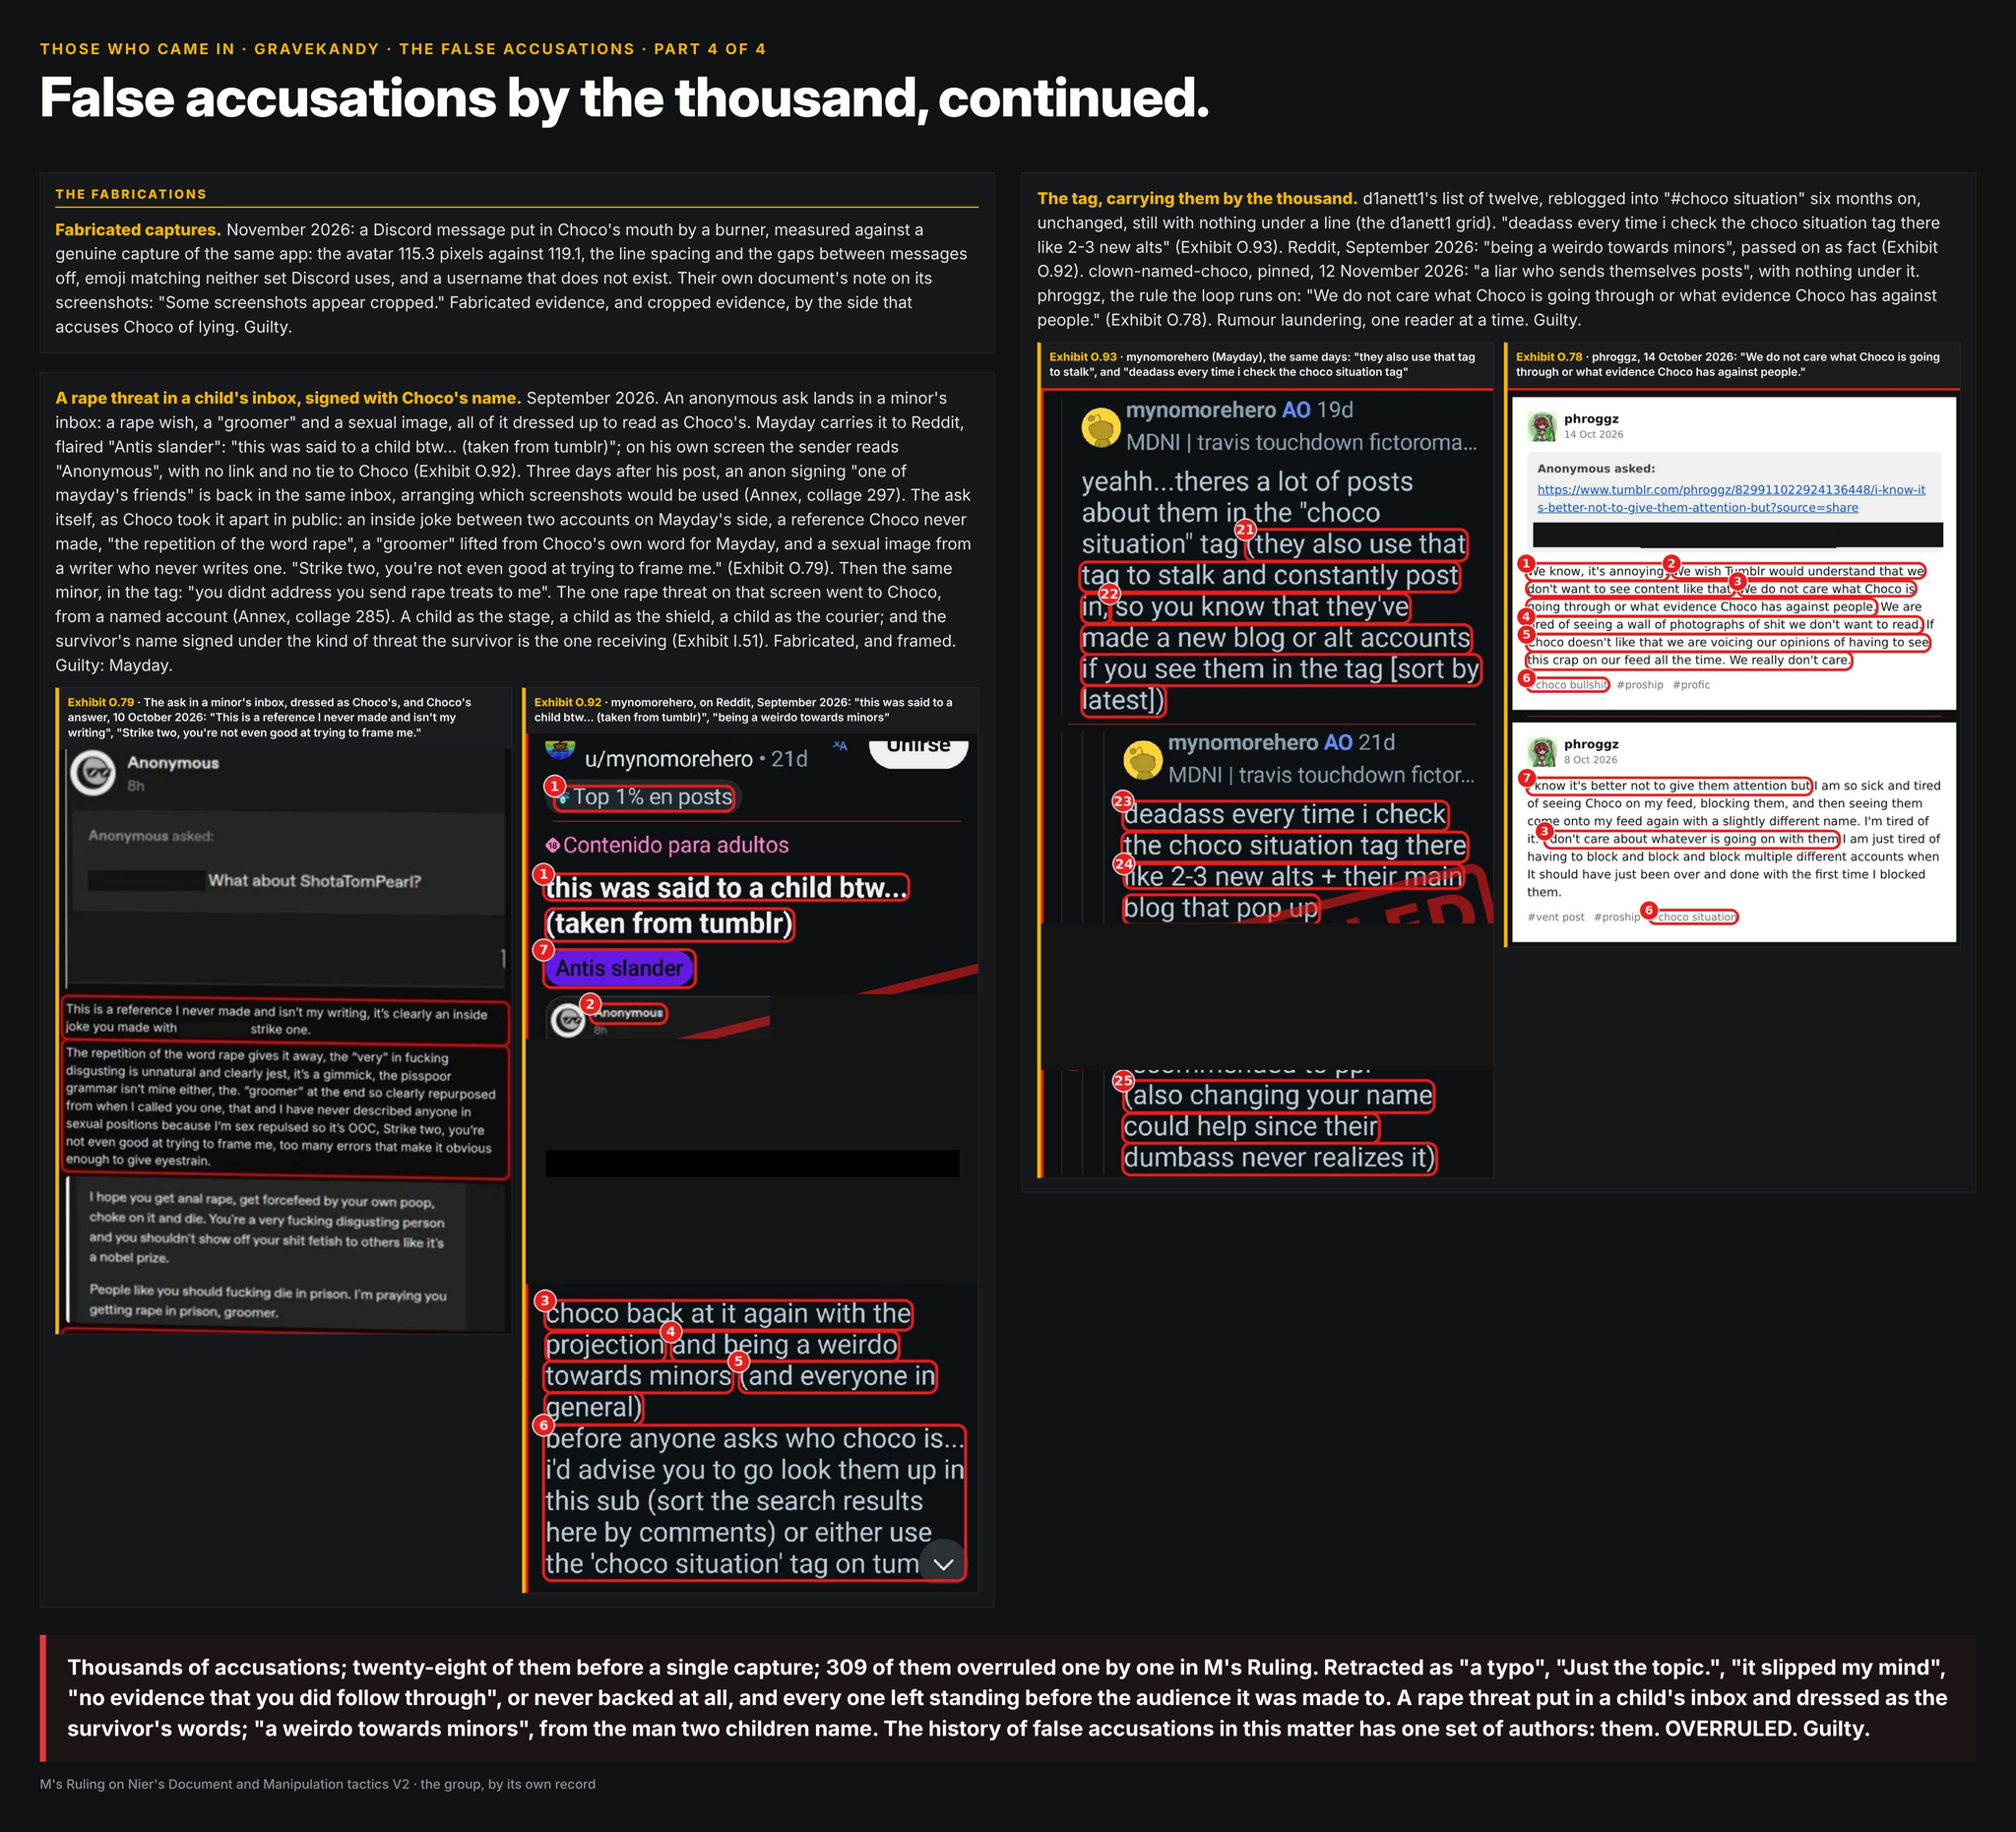 THOSE WHO CAME IN · GRAVEKANDY · THE FALSE ACCUSATIONS · PART 4 OF 4
False accusations by the thousand, continued.
THE FABRICATIONS
Fabricated captures. November 2026: a Discord message put in Choco's mouth by a burner, measured against a
genuine capture of the same app: the avatar 115.3 pixels against 119.1, the line spacing and the gaps between messages
off, emoji matching neither set Discord uses, and a username that does not exist. Their own document's note on its
screenshots: "Some screenshots appear cropped." Fabricated evidence, and cropped evidence, by the side that
accuses Choco of lying. Guilty.
A rape threat in a child's inbox, signed with Choco's name. September 2026. An anonymous ask lands in a minor's
inbox: a rape wish, a "groomer" and a sexual image, all of it dressed up to read as Choco's. Mayday carries it to Reddit,
flaired "Antis slander": "this was said to a child btw... (taken from tumblr)"; on his own screen the sender reads
"Anonymous", with no link and no tie to Choco (Exhibit O.92). Three days after his post, an anon signing "one of
mayday's friends" is back in the same inbox, arranging which screenshots would be used (Annex, collage 297). The ask
itself, as Choco took it apart in public: an inside joke between two accounts on Mayday's side, a reference Choco never
made, "the repetition of the word rape", a "groomer" lifted from Choco's own word for Mayday, and a sexual image from
a writer who never writes one. "Strike two, you're not even good at trying to frame me." (Exhibit O.79). Then the same
minor, in the tag: "you didnt address you send rape treats to me". The one rape threat on that screen went to Choco,
from a named account (Annex, collage 285). A child as the stage, a child as the shield, a child as the courier; and the
survivor's name signed under the kind of threat the survivor is the one receiving (Exhibit I.51). Fabricated, and framed.
Guilty: Mayday.
Exhibit O.79 · The ask in a minor's inbox, dressed as Choco's, and Choco's
answer, 10 October 2026: "This is a reference I never made and isn't my
writing", "Strike two, you're not even good at trying to frame me."
Anonymous
8h
Anonymous asked:
What about ShotaTomPearl?
This is a reference I never made and isn't my writing, it's clearly an inside
joke you made with strike one.
The repetition of the word rape gives it away, the "very" in fucking
disgusting is unnatural and clearly jest, it's a gimmick, the pisspoor
grammar isn't mine either, the. "groomer" at the end so clearly repurposed
from when I called you one, that and I have never described anyone in
sexual positions because I'm sex repulsed so it's OOC, Strike two, you're
not even good at trying to frame me, too many errors that make it obvious
enough to give eyestrain.
I hope you get anal rape, get forcefeed by your own poop,
choke on it and die. You're a very fucking disgusting person
and you shouldn't show off your shit fetish to others like it's
a nobel prize.
People like you should fucking die in prison. I'm praying you
getting rape in prison, groomer.
Exhibit O.92 · mynomorehero, on Reddit, September 2026: "this was said to a
child btw... (taken from tumblr)", "being a weirdo towards minors"
u/mynomorehero • 21d
Unirse
1
Top 1% en posts
Contenido para adultos
1
this was said to a child btw...
(taken from tumblr)
7
Antis slander
2
Anonymous
8h
3
choco back at it again with the
4
projection and being a weirdo
5
towards minors (and everyone in
general)
6
before anyone asks who choco is...
i'd advise you to go look them up in
this sub (sort the search results
here by comments) or either use
the 'choco situation' tag on tum
The tag, carrying them by the thousand. d1anett1's list of twelve, reblogged into "#choco situation" six months on,
unchanged, still with nothing under a line (the d1anett1 grid). "deadass every time i check the choco situation tag there
like 2-3 new alts" (Exhibit O.93). Reddit, September 2026: "being a weirdo towards minors", passed on as fact (Exhibit
O.92). clown-named-choco, pinned, 12 November 2026: "a liar who sends themselves posts", with nothing under it.
phroggz, the rule the loop runs on: "We do not care what Choco is going through or what evidence Choco has against
people." (Exhibit O.78). Rumour laundering, one reader at a time. Guilty.
Exhibit O.93 · mynomorehero (Mayday), the same days: "they also use that tag
to stalk", and "deadass every time i check the choco situation tag"
mynomorehero AO 19d
MDNI | travis touchdown fictoroma...
yeahh...theres a lot of posts
about them in the "choco
21
situation" tag (they also use that
tag to stalk and constantly post
22
in, so you know that they've
made a new blog or alt accounts
if you see them in the tag [sort by
latest])
mynomorehero AO 21d
MDNI | travis touchdown fictor...
23
deadass every time i check
the choco situation tag there
24
like 2-3 new alts + their main
blog that pop up
25
(also changing your name
could help since their
dumbass never realizes it)
Exhibit O.78 · phroggz, 14 October 2026: "We do not care what Choco is going
through or what evidence Choco has against people."
phroggz
14 Oct 2026
Anonymous asked:
https://www.tumblr.com/phroggz/829911022924136448/i-know-it
s-better-not-to-give-them-attention-but?source=share
1
2
We know, it's annoying. We wish Tumblr would understand that we
3
don't want to see content like that. We do not care what Choco is
going through or what evidence Choco has against people. We are
4
tired of seeing a wall of photographs of shit we don't want to read. If
5
Choco doesn't like that we are voicing our opinions of having to see
this crap on our feed all the time. We really don't care.
6
#choco bullshit #proship #profic
phroggz
8 Oct 2026
7
I know it's better not to give them attention but I am so sick and tired
of seeing Choco on my feed, blocking them, and then seeing them
come onto my feed again with a slightly different name. I'm tired of
3
it. I don't care about whatever is going on with them I am just tired of
having to block and block and block multiple different accounts when
It should have just been over and done with the first time I blocked
them.
6
#vent post #proship #choco situation
Thousands of accusations; twenty-eight of them before a single capture; 309 of them overruled one by one in M's Ruling. Retracted as "a typo", "Just the topic.", "it slipped my mind",
"no evidence that you did follow through", or never backed at all, and every one left standing before the audience it was made to. A rape threat put in a child's inbox and dressed as the
survivor's words; "a weirdo towards minors", from the man two children name. The history of false accusations in this matter has one set of authors: them. OVERRULED. Guilty.
M's Ruling on Nier's Document and Manipulation tactics V2 · the group, by its own record